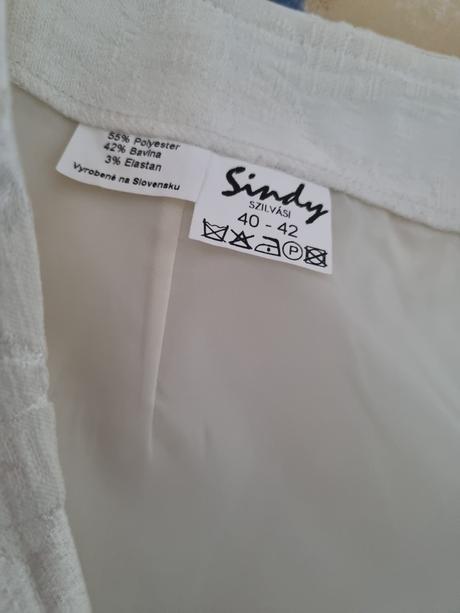 55% Polyester
42% Bavlna
3% Elastan
Vyrobené na Slovensku
Sindy
SZILVÁSI
40 - 42
P